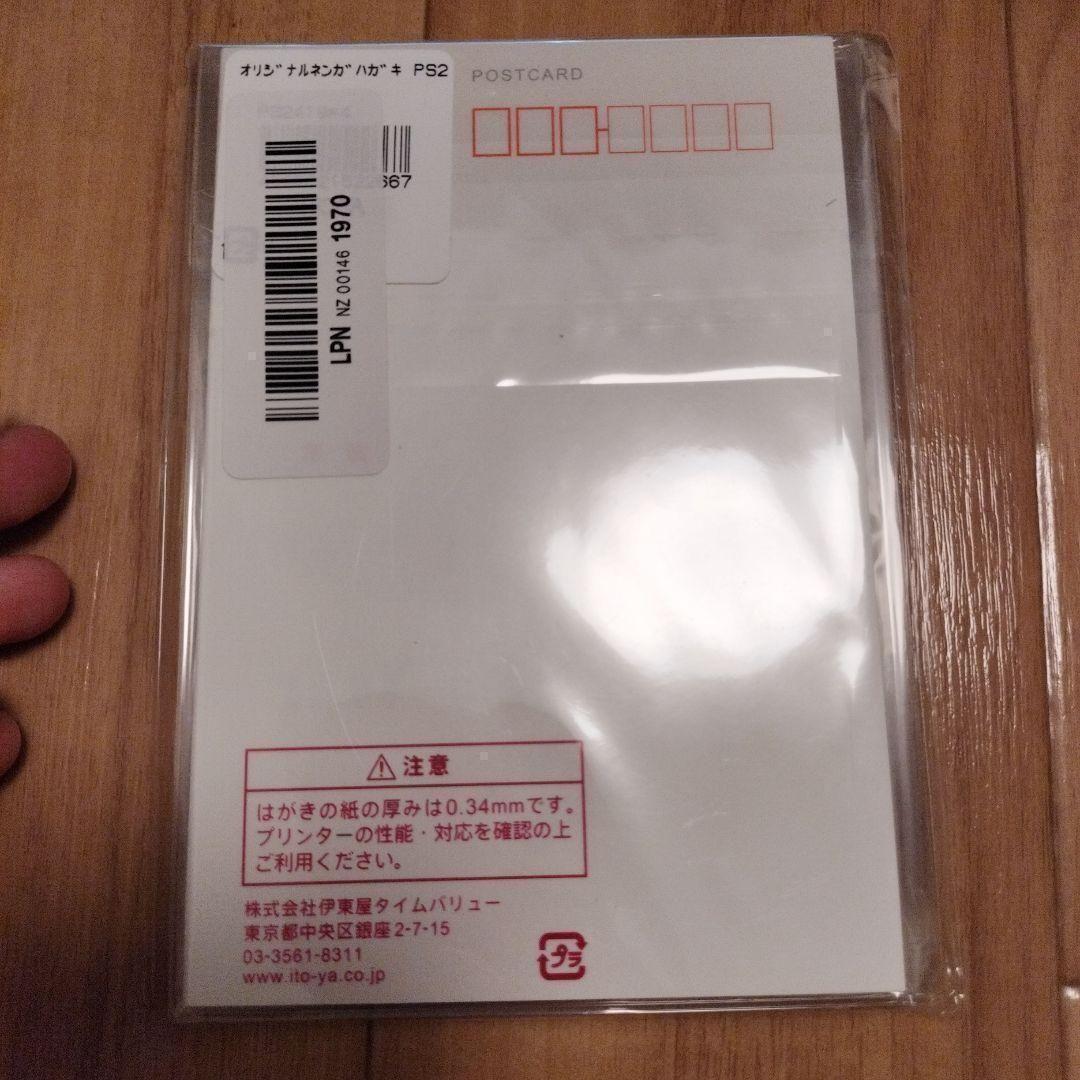 オリジナルネンガハガキ PS2
POSTCARD
667
LPN NZ 00146 1970
注意
はがきの紙の厚みは0.34mmです。
プリンターの性能・対応を確認の上
ご利用ください。
株式会社伊東屋タイムバリュー
東京都中央区銀座2-7-15
03-3561-8311
www.ito-ya.co.jp
プラ